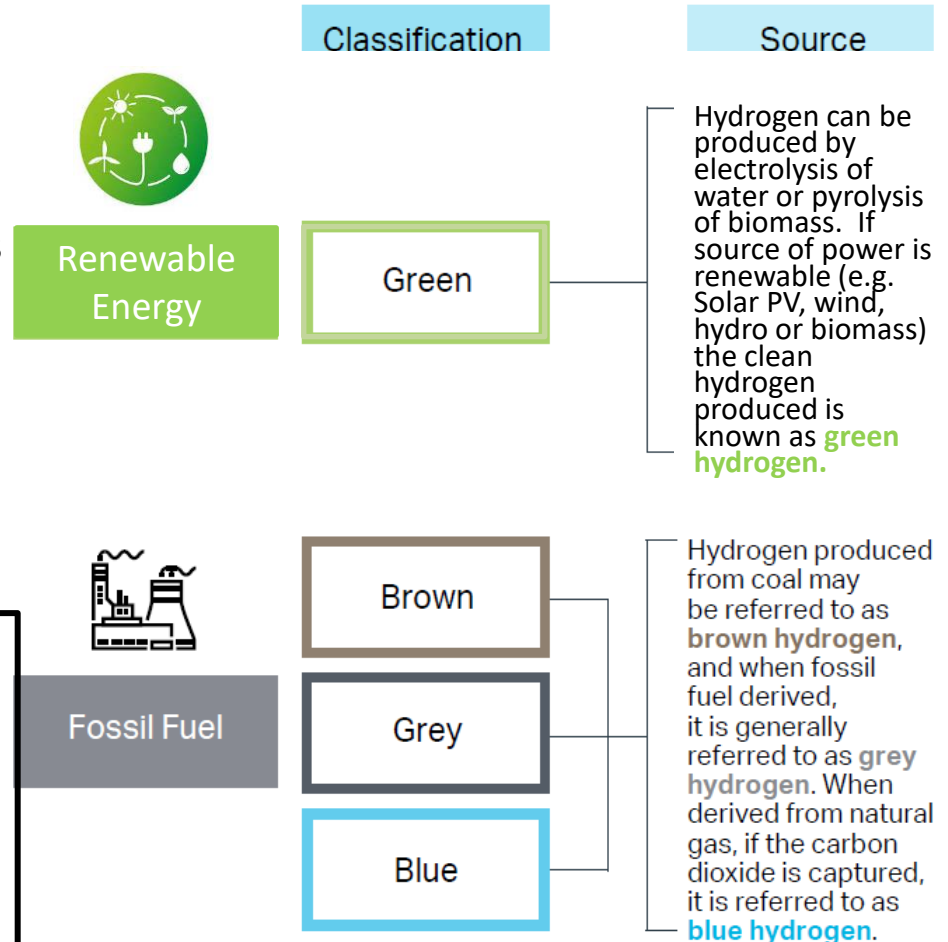 Classification
Source
Renewable
Energy
Green
Hydrogen can be
produced by
electrolysis of
water or pyrolysis
of biomass. If
source of power is
renewable (e.g.
Solar PV, wind,
hydro or biomass)
the clean
hydrogen
produced is
known as green
hydrogen.
Fossil Fuel
Brown
Grey
Blue
Hydrogen produced
from coal may
be referred to as
brown hydrogen,
and when fossil
fuel derived,
it is generally
referred to as grey
hydrogen. When
derived from natural
gas, if the carbon
dioxide is captured,
it is referred to as
blue hydrogen.